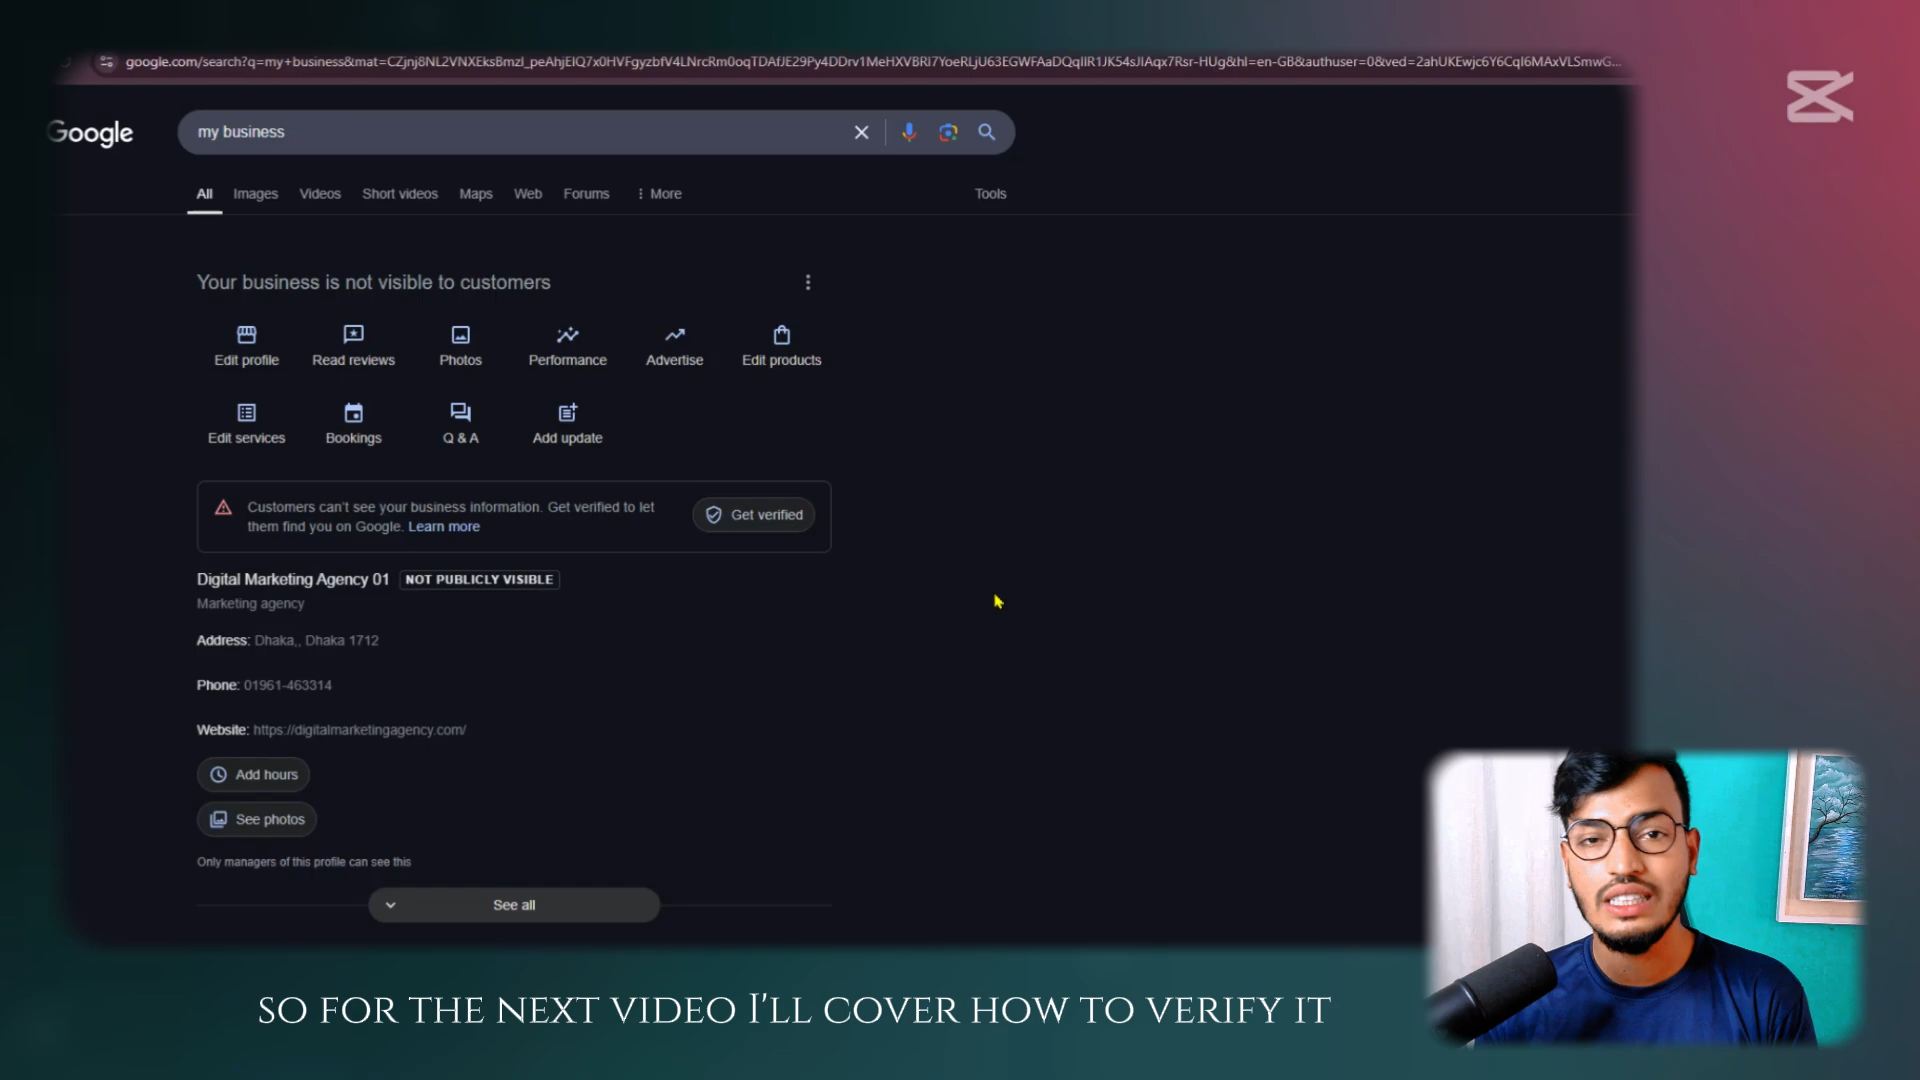 google.com/search?q=my+business&mat=CZjnj8NL2VNXEksBmzl_peAhjEIQ7x0HVFgyzbfV4LNrcRm0oqTDAfJE29Py4DDrv1MeHXVBRI7YoeRLjU63EGWFAaDQqIlR1JK54sJIAqx7Rsr-HUg&hl=en-GB&authuser=0&ved=2ahUKEwjc6Y6CqI6MAxVLSmwG...
Google
my business
All Images Videos Short videos Maps Web Forums More Tools
Your business is not visible to customers
Edit profile Read reviews Photos Performance Advertise Edit products
Edit services Bookings Q & A Add update
Customers can't see your business information. Get verified to let
them find you on Google. Learn more
Get verified
Digital Marketing Agency 01 NOT PUBLICLY VISIBLE
Marketing agency
Address: Dhaka,, Dhaka 1712
Phone: 01961-463314
Website: https://digitalmarketingagency.com/
Add hours
See photos
Only managers of this profile can see this
See all
SO FOR THE NEXT VIDEO I'LL COVER HOW TO VERIFY IT